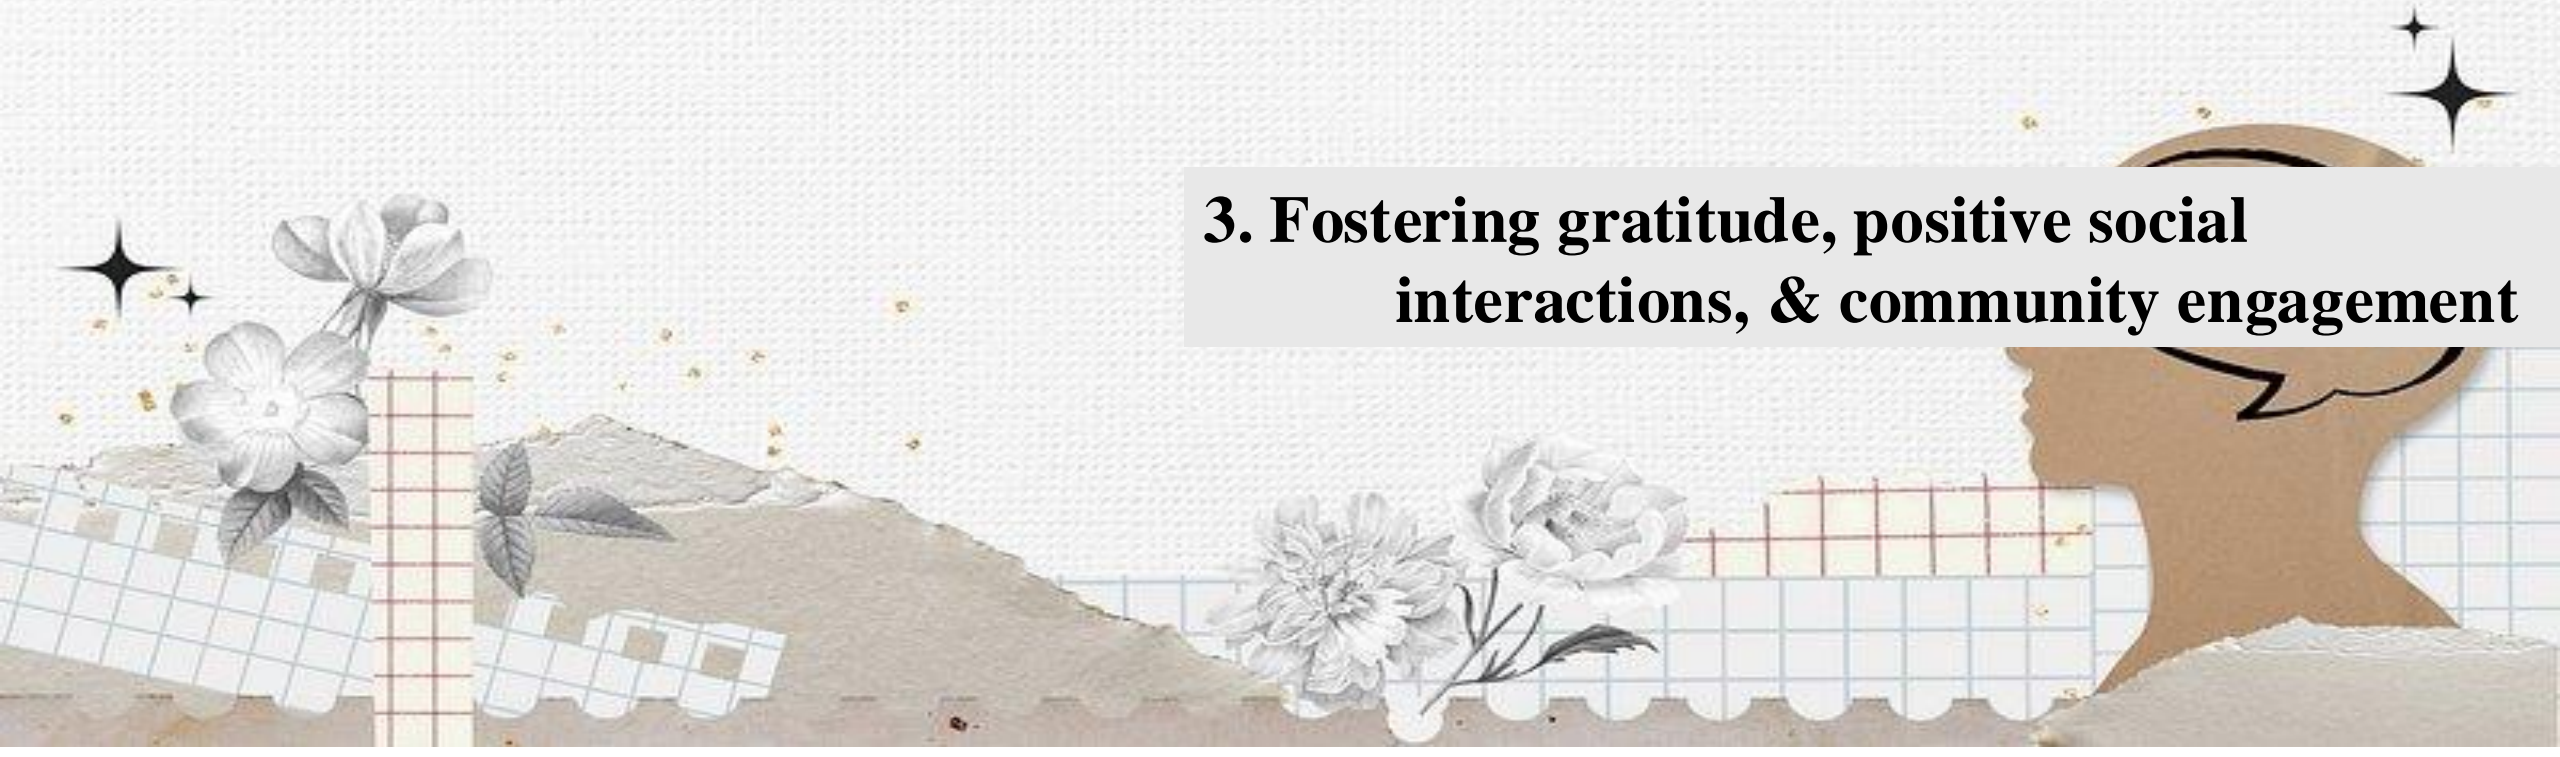 3. Fostering gratitude, positive social
interactions, & community engagement